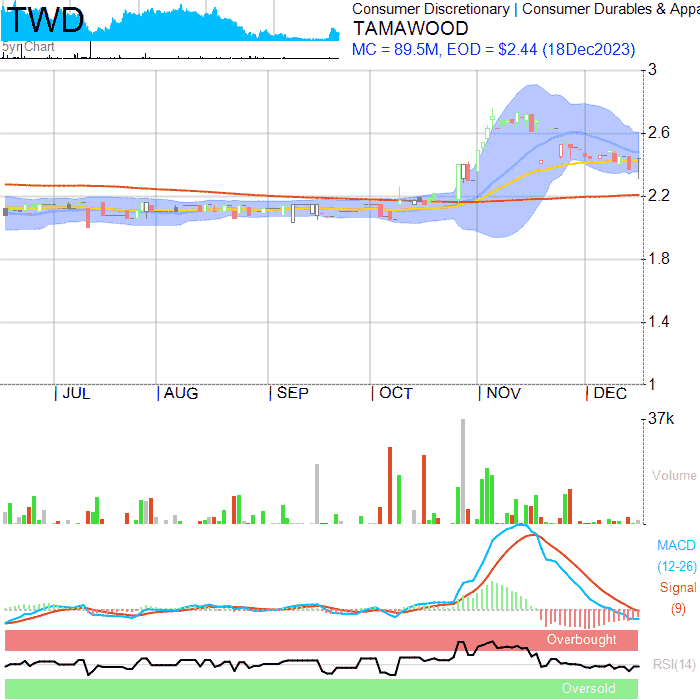 TWD
5yr Chart
Consumer Discretionary | Consumer Durables & Appa
TAMAWOOD
MC = 89.5M, EOD = $2.44 (18Dec2023)
3
2.6
2.2
1.8
1.4
1
| JUL | AUG | SEP | OCT | NOV | DEC
37k
Volume
MACD
(12-26)
Signal
(9)
Overbought
RSI(14)
Oversold